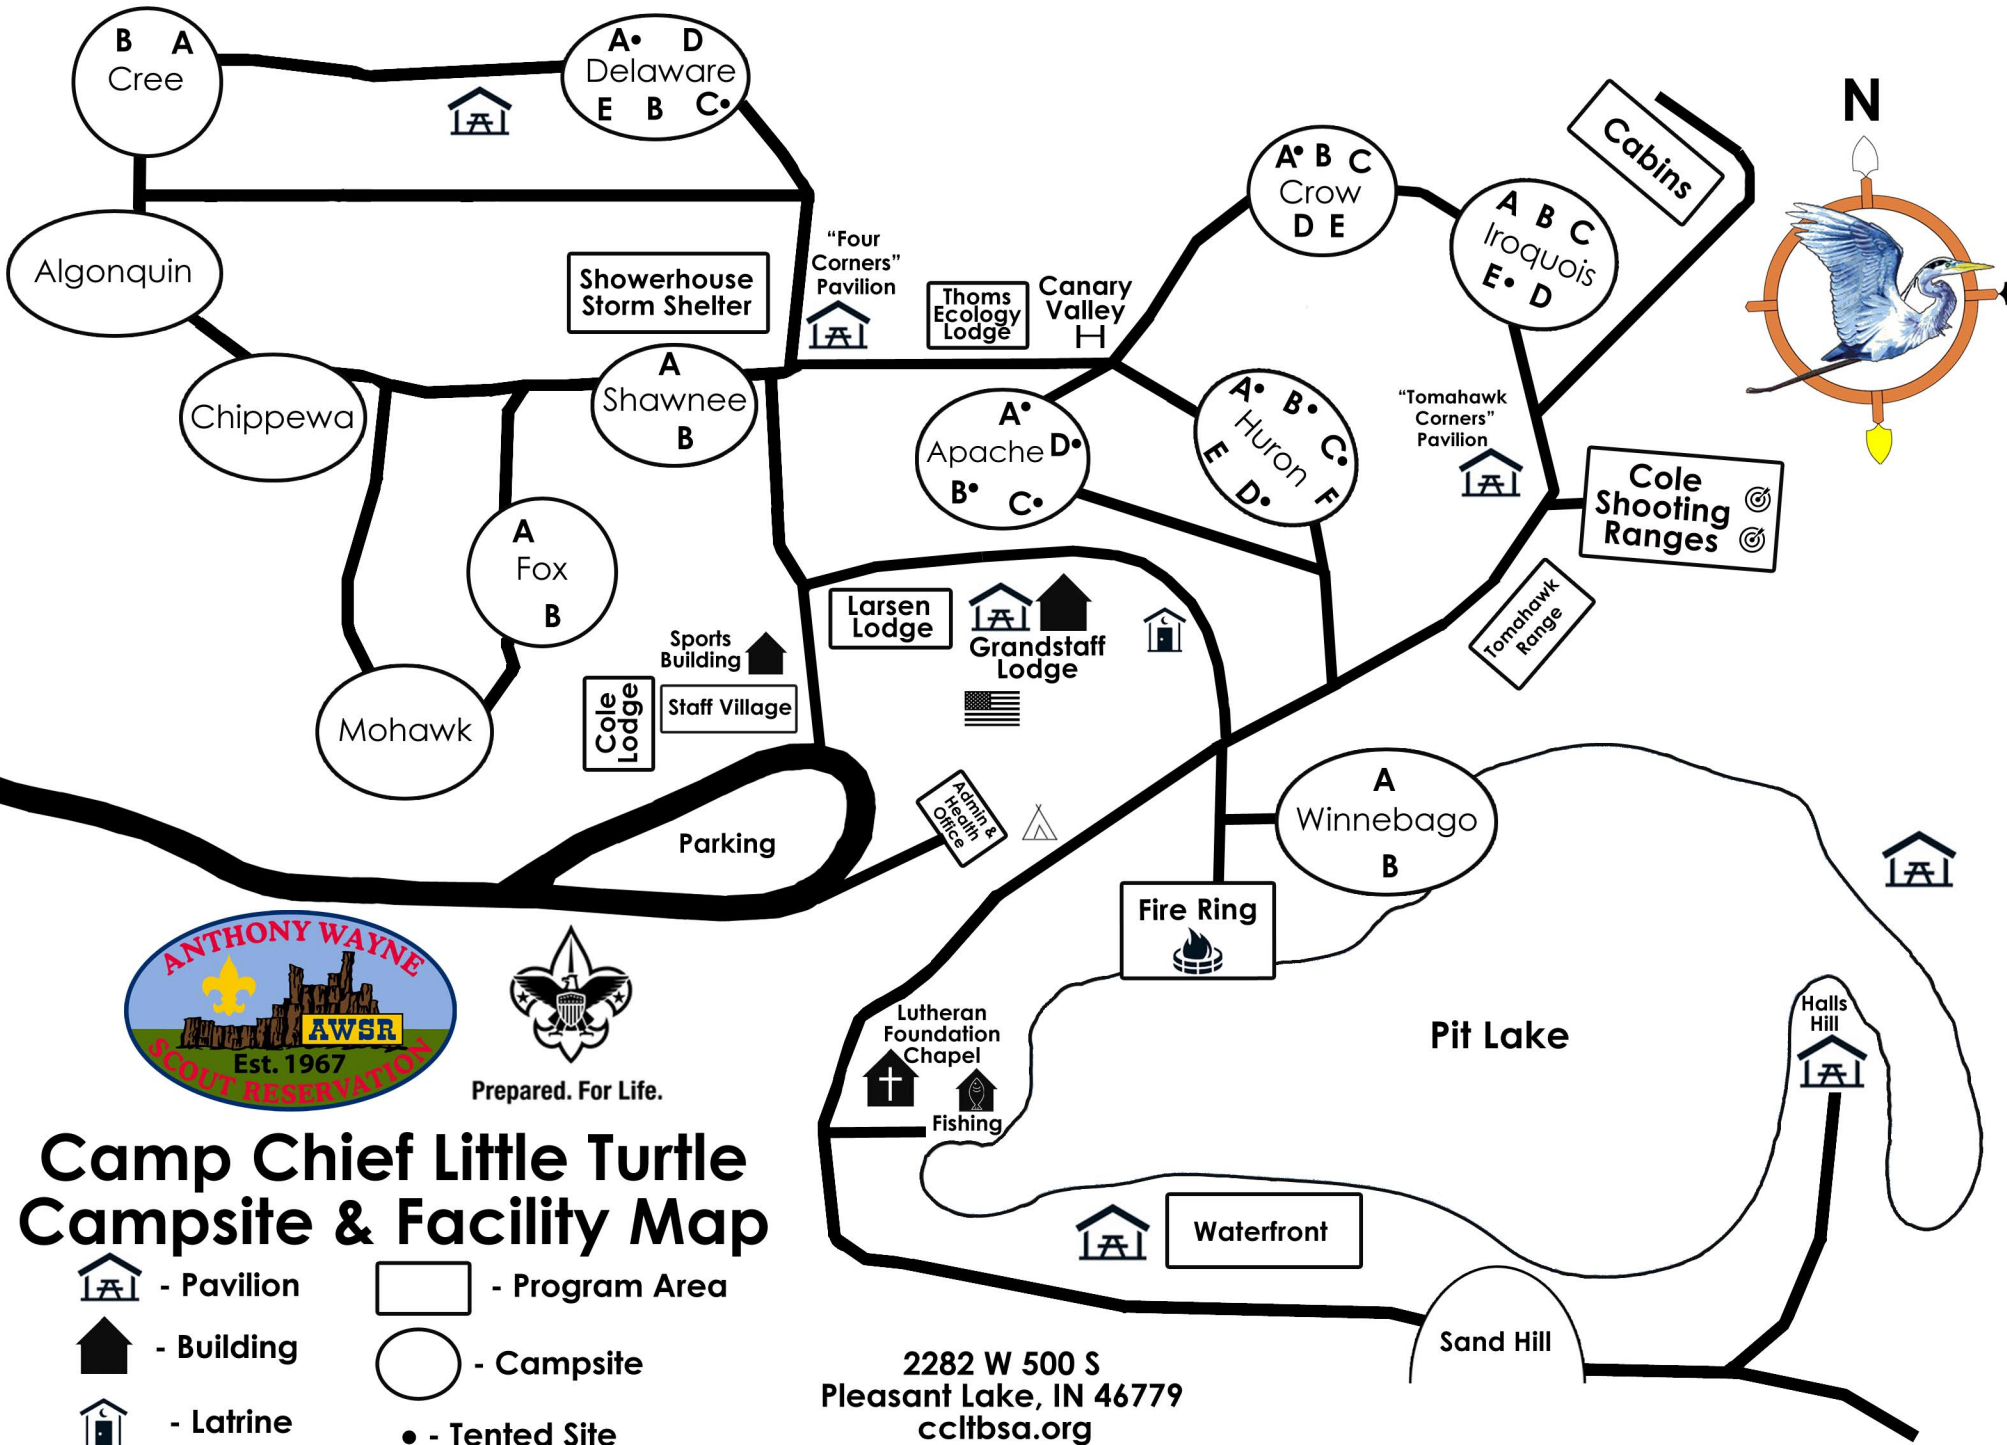 B A
Cree
A• D
Delaware
E B C•
Algonquin
Chippewa
Showerhouse
Storm Shelter
A
Shawnee
B
"Four
Corners"
Pavilion
Thoms
Ecology
Lodge
Canary
Valley
A• B C
Crow
D E
A B C
Iroquois
E• D
Cabins
N
A•
Apache D•
B• C•
A• B• C•
Huron
E D• F
"Tomahawk
Corners"
Pavilion
Cole
Shooting
Ranges
Tomahawk
Range
A
Fox
B
Mohawk
Sports
Building
Cole
Lodge
Staff Village
Larsen
Lodge
Grandstaff
Lodge
Parking
Admin &
Health
Office
A
Winnebago
B
Fire Ring
Pit Lake
Halls
Hill
Lutheran
Foundation
Chapel
Fishing
Waterfront
Sand Hill
ANTHONY WAYNE
AWSR
Est. 1967
SCOUT RESERVATION
Prepared. For Life.
Camp Chief Little Turtle
Campsite & Facility Map
- Pavilion
- Program Area
- Building
- Campsite
- Latrine
• - Tented Site
2282 W 500 S
Pleasant Lake, IN 46779
ccltbsa.org